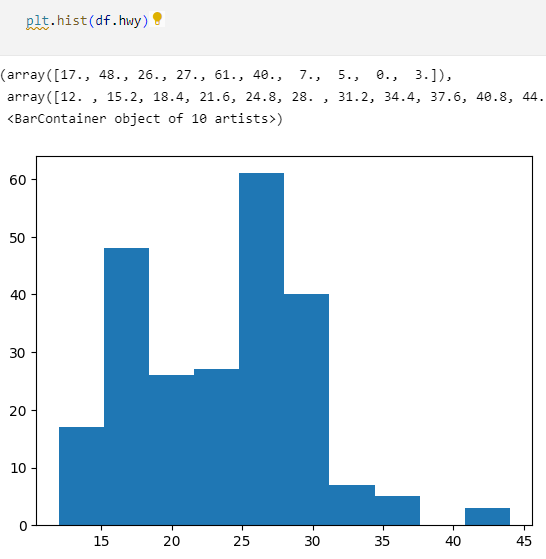 plt.hist(df.hwy)
(array([17., 48., 26., 27., 61., 40., 7., 5., 0., 3.]),
array([12. , 15.2, 18.4, 21.6, 24.8, 28. , 31.2, 34.4, 37.6, 40.8, 44.
<BarContainer object of 10 artists>)
60
50
40
30
20
10
0
15 20 25 30 35 40 45